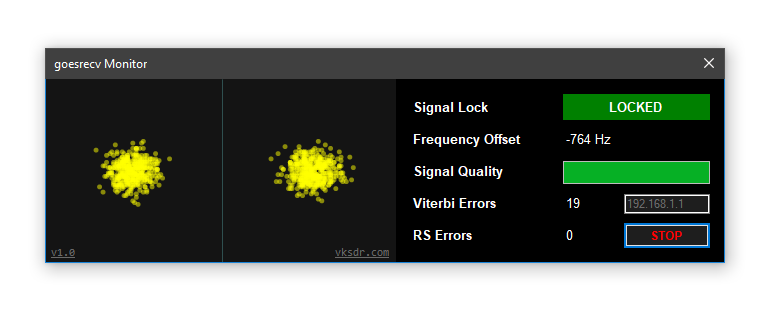 goesrecv Monitor
Signal Lock LOCKED
Frequency Offset -764 Hz
Signal Quality
Viterbi Errors 19 192.168.1.1
RS Errors 0 STOP
v1.0 vksdr.com